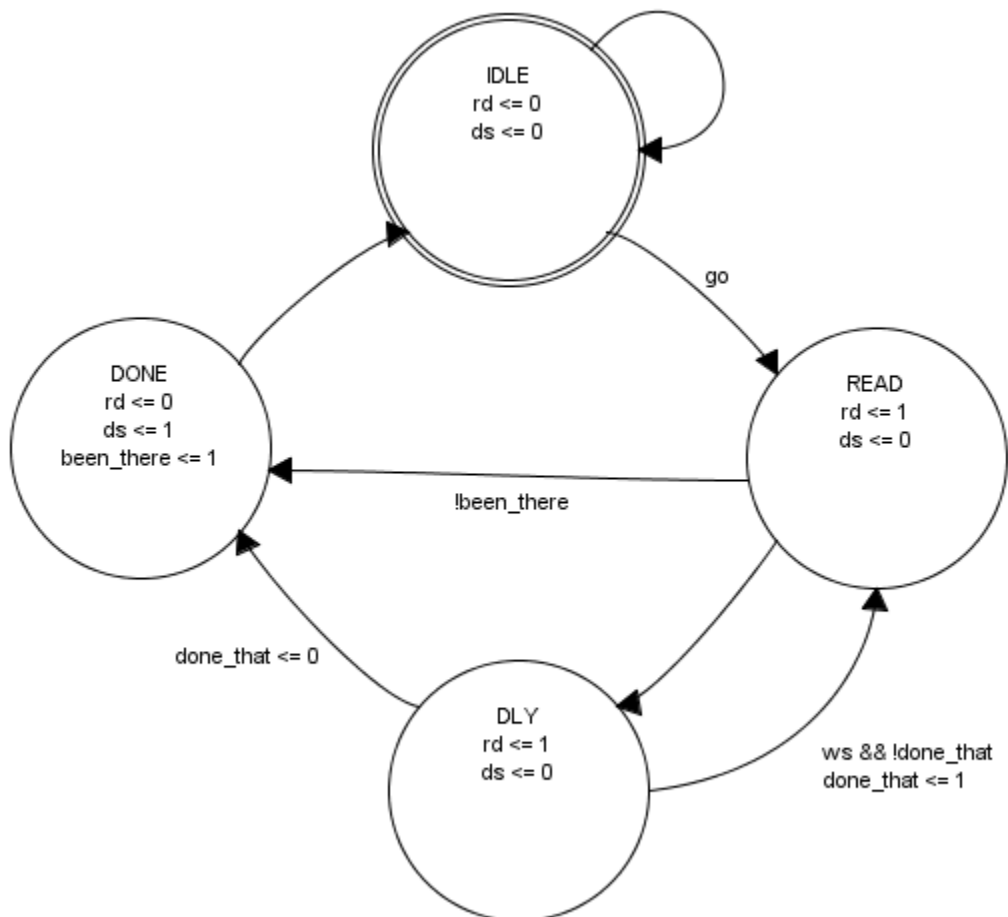 IDLE
rd <= 0
ds <= 0
go
DONE
rd <= 0
ds <= 1
been_there <= 1
READ
rd <= 1
ds <= 0
!been_there
done_that <= 0
DLY
rd <= 1
ds <= 0
ws && !done_that
done_that <= 1